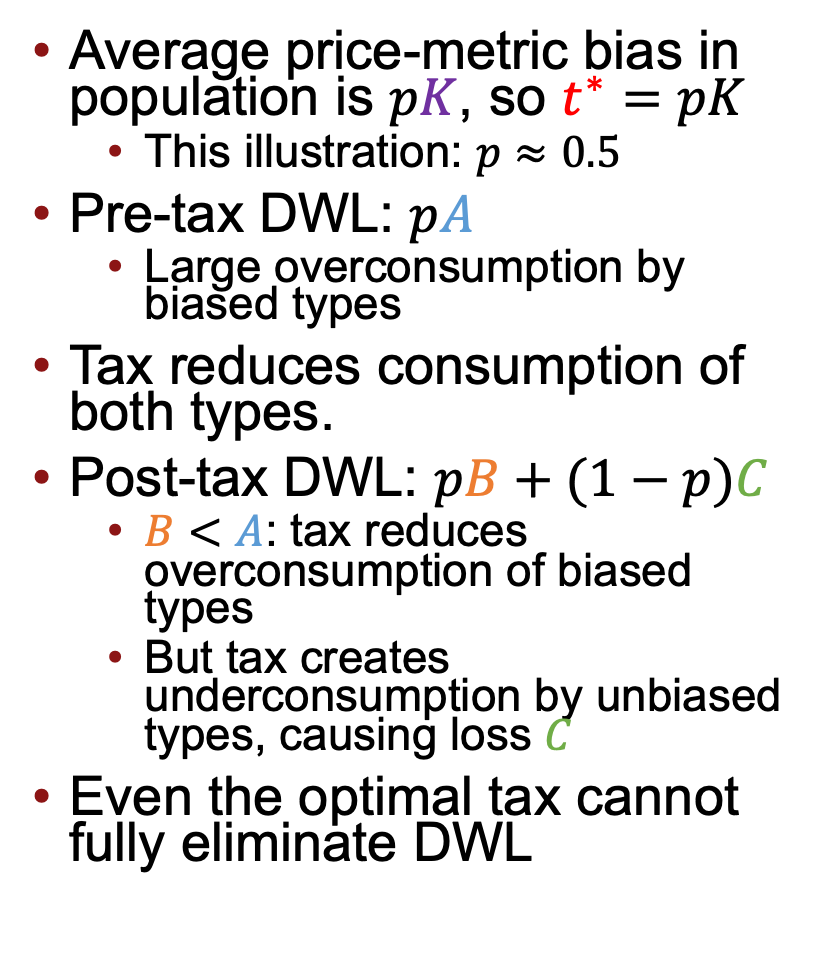 • Average price-metric bias in
population is 𝑝𝐾, so 𝑡* = 𝑝𝐾
• This illustration: 𝑝 ≈ 0.5
• Pre-tax DWL: 𝑝𝐴
• Large overconsumption by
biased types
• Tax reduces consumption of
both types.
• Post-tax DWL: 𝑝𝐵 + (1 − 𝑝)𝐶
• 𝐵 < 𝐴: tax reduces
overconsumption of biased
types
• But tax creates
underconsumption by unbiased
types, causing loss 𝐶
• Even the optimal tax cannot
fully eliminate DWL